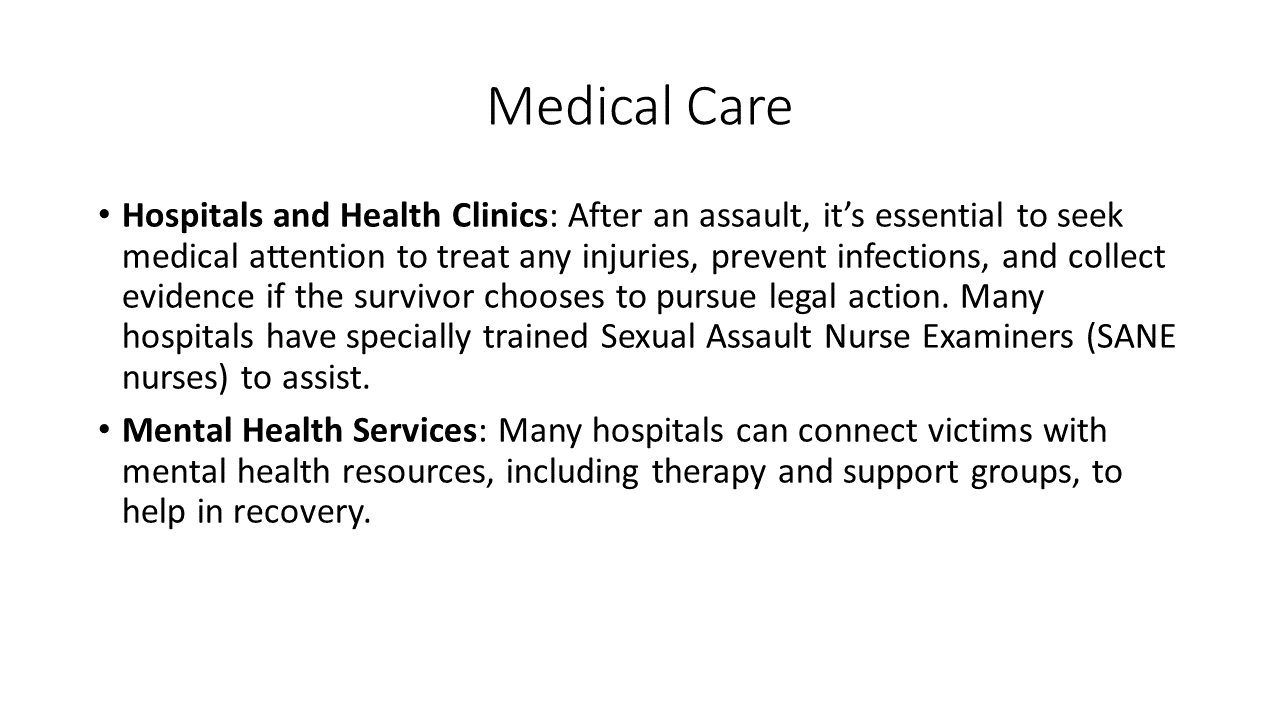 Medical Care
• Hospitals and Health Clinics: After an assault, it’s essential to seek
medical attention to treat any injuries, prevent infections, and collect
evidence if the survivor chooses to pursue legal action. Many
hospitals have specially trained Sexual Assault Nurse Examiners (SANE
nurses) to assist.
• Mental Health Services: Many hospitals can connect victims with
mental health resources, including therapy and support groups, to
help in recovery.